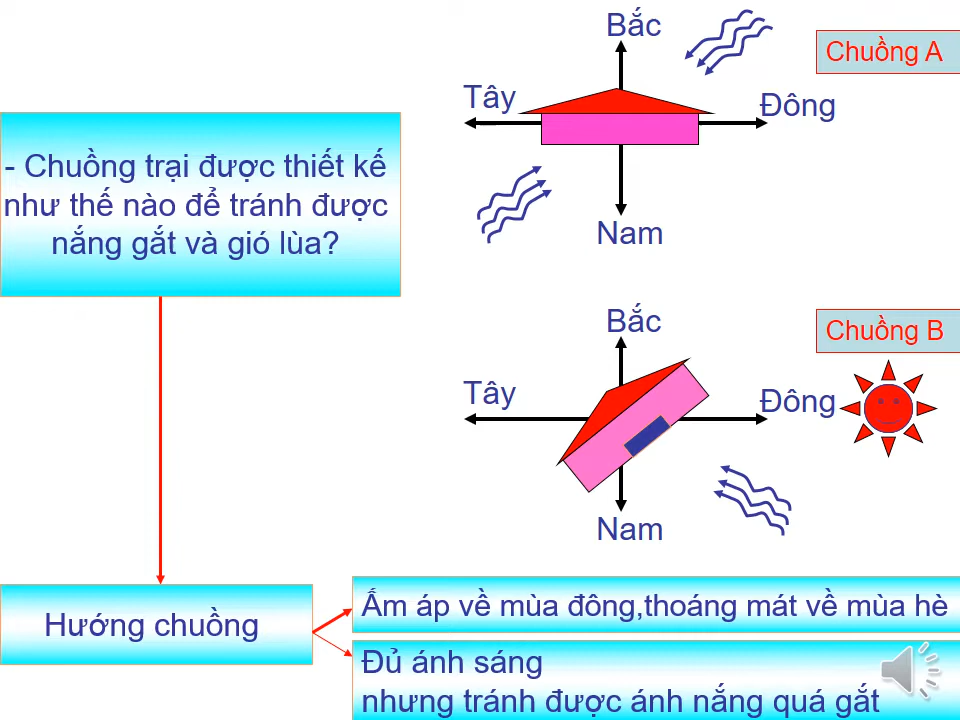 - Chuồng trại được thiết kế
như thế nào để tránh được
nắng gắt và gió lùa?
Hướng chuồng
Bắc
Chuồng A
Tây
Đông
Nam
Bắc
Chuồng B
Tây
Đông
Nam
Ấm áp về mùa đông,thoáng mát về mùa hè
Đủ ánh sáng
nhưng tránh được ánh nắng quá gắt